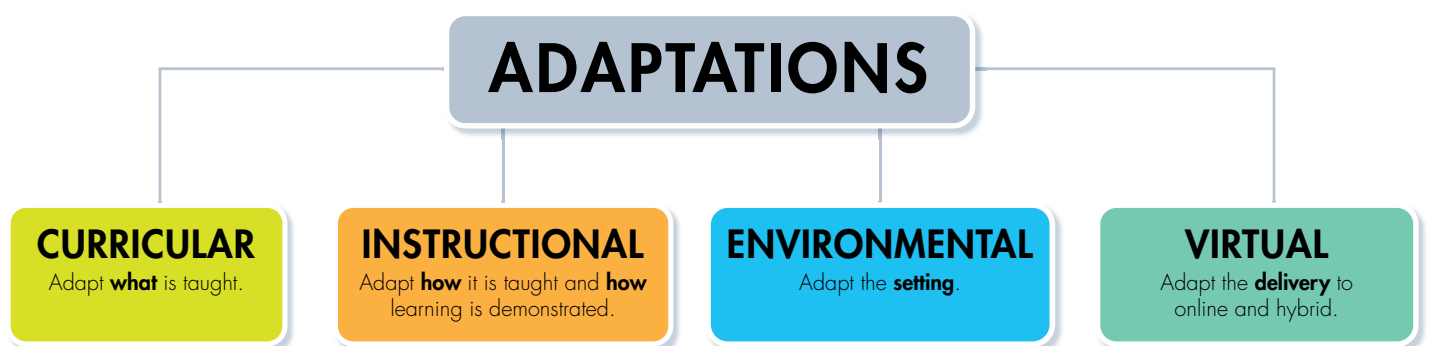 ADAPTATIONS
CURRICULAR
Adapt what is taught.
INSTRUCTIONAL
Adapt how it is taught and how
learning is demonstrated.
ENVIRONMENTAL
Adapt the setting.
VIRTUAL
Adapt the delivery to
online and hybrid.